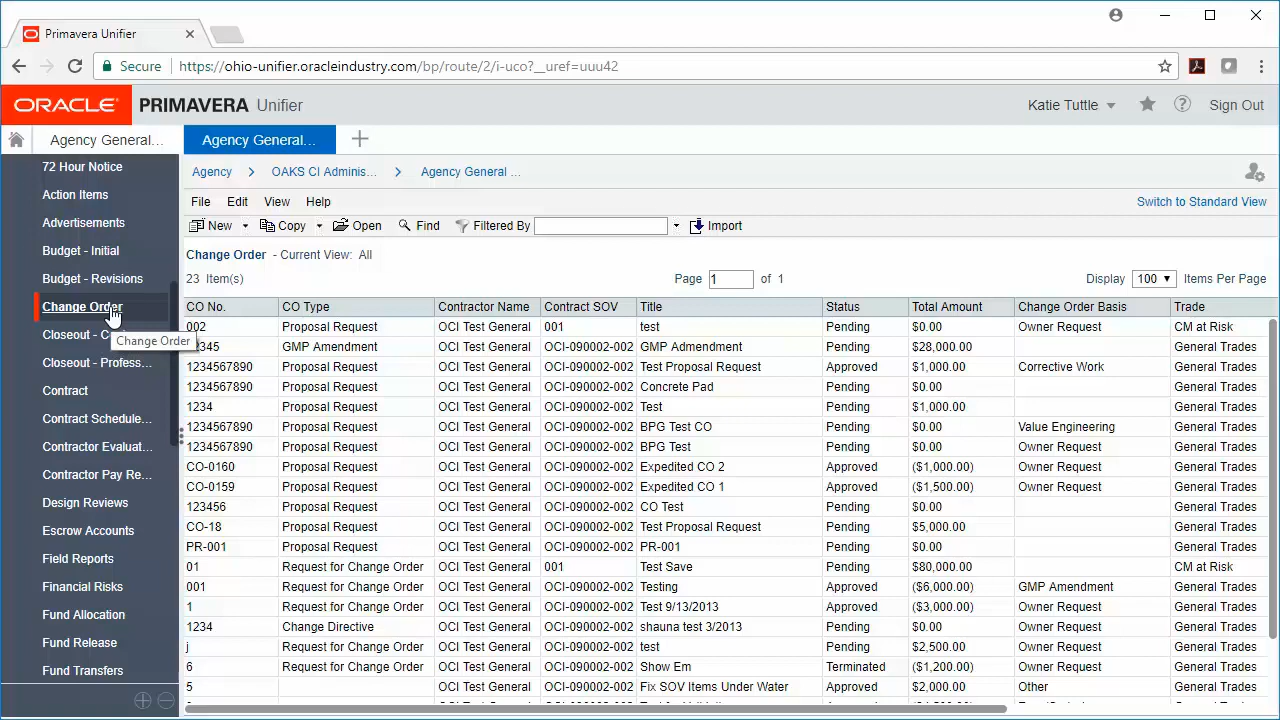 Primavera Unifier
Secure https://ohio-unifier.oracleindustry.com/bp/route/2/i-uco?__uref=uuu42
ORACLE PRIMAVERA Unifier Katie Tuttle Sign Out
Agency General... Agency General...
Agency > OAKS CI Adminis... > Agency General ...
File Edit View Help Switch to Standard View
New Copy Open Find Filtered By Import
Change Order - Current View: All
23 Item(s) Page 1 of 1 Display 100 Items Per Page
72 Hour Notice
Action Items
Advertisements
Budget - Initial
Budget - Revisions
Change Order
Closeout -
Change Order
Closeout - Profess...
Contract
Contract Schedule...
Contractor Evaluat...
Contractor Pay Re...
Design Reviews
Escrow Accounts
Field Reports
Financial Risks
Fund Allocation
Fund Release
Fund Transfers
CO No. CO Type Contractor Name Contract SOV Title Status Total Amount Change Order Basis Trade
002 Proposal Request OCI Test General 001 test Pending $0.00 Owner Request CM at Risk
GMP Amendment OCI Test General OCI-090002-002 GMP Admendment Pending $28,000.00 General Trades
1234567890 Proposal Request OCI Test General OCI-090002-002 Test Proposal Request Approved $1,000.00 Corrective Work General Trades
1234567890 Proposal Request OCI Test General OCI-090002-002 Concrete Pad Pending $0.00 General Trades
1234 Proposal Request OCI Test General OCI-090002-002 Test Pending $1,000.00 General Trades
1234567890 Proposal Request OCI Test General OCI-090002-002 BPG Test CO Pending $0.00 Value Engineering General Trades
1234567890 Proposal Request OCI Test General OCI-090002-002 BPG Test Pending $0.00 Owner Request General Trades
CO-0160 Proposal Request OCI Test General OCI-090002-002 Expedited CO 2 Approved ($1,000.00) Owner Request General Trades
CO-0159 Proposal Request OCI Test General OCI-090002-002 Expedited CO 1 Approved ($1,500.00) Owner Request General Trades
123456 Proposal Request OCI Test General OCI-090002-002 CO Test Pending $0.00 General Trades
CO-18 Proposal Request OCI Test General OCI-090002-002 Test Proposal Request Pending $5,000.00 General Trades
PR-001 Proposal Request OCI Test General OCI-090002-002 PR-001 Pending $0.00 General Trades
01 Request for Change Order OCI Test General 001 Test Save Pending $80,000.00 CM at Risk
001 Request for Change Order OCI Test General OCI-090002-002 Testing Approved ($6,000.00) GMP Amendment General Trades
1 Request for Change Order OCI Test General OCI-090002-002 Test 9/13/2013 Approved ($3,000.00) Owner Request General Trades
1234 Change Directive OCI Test General OCI-090002-002 shauna test 3/2013 Pending $0.00 Owner Request General Trades
j Request for Change Order OCI Test General OCI-090002-002 test Pending $2,500.00 Owner Request General Trades
6 Request for Change Order OCI Test General OCI-090002-002 Show Em Terminated ($1,200.00) Owner Request General Trades
5 OCI Test General OCI-090002-002 Fix SOV Items Under Water Approved $2,000.00 Other General Trades